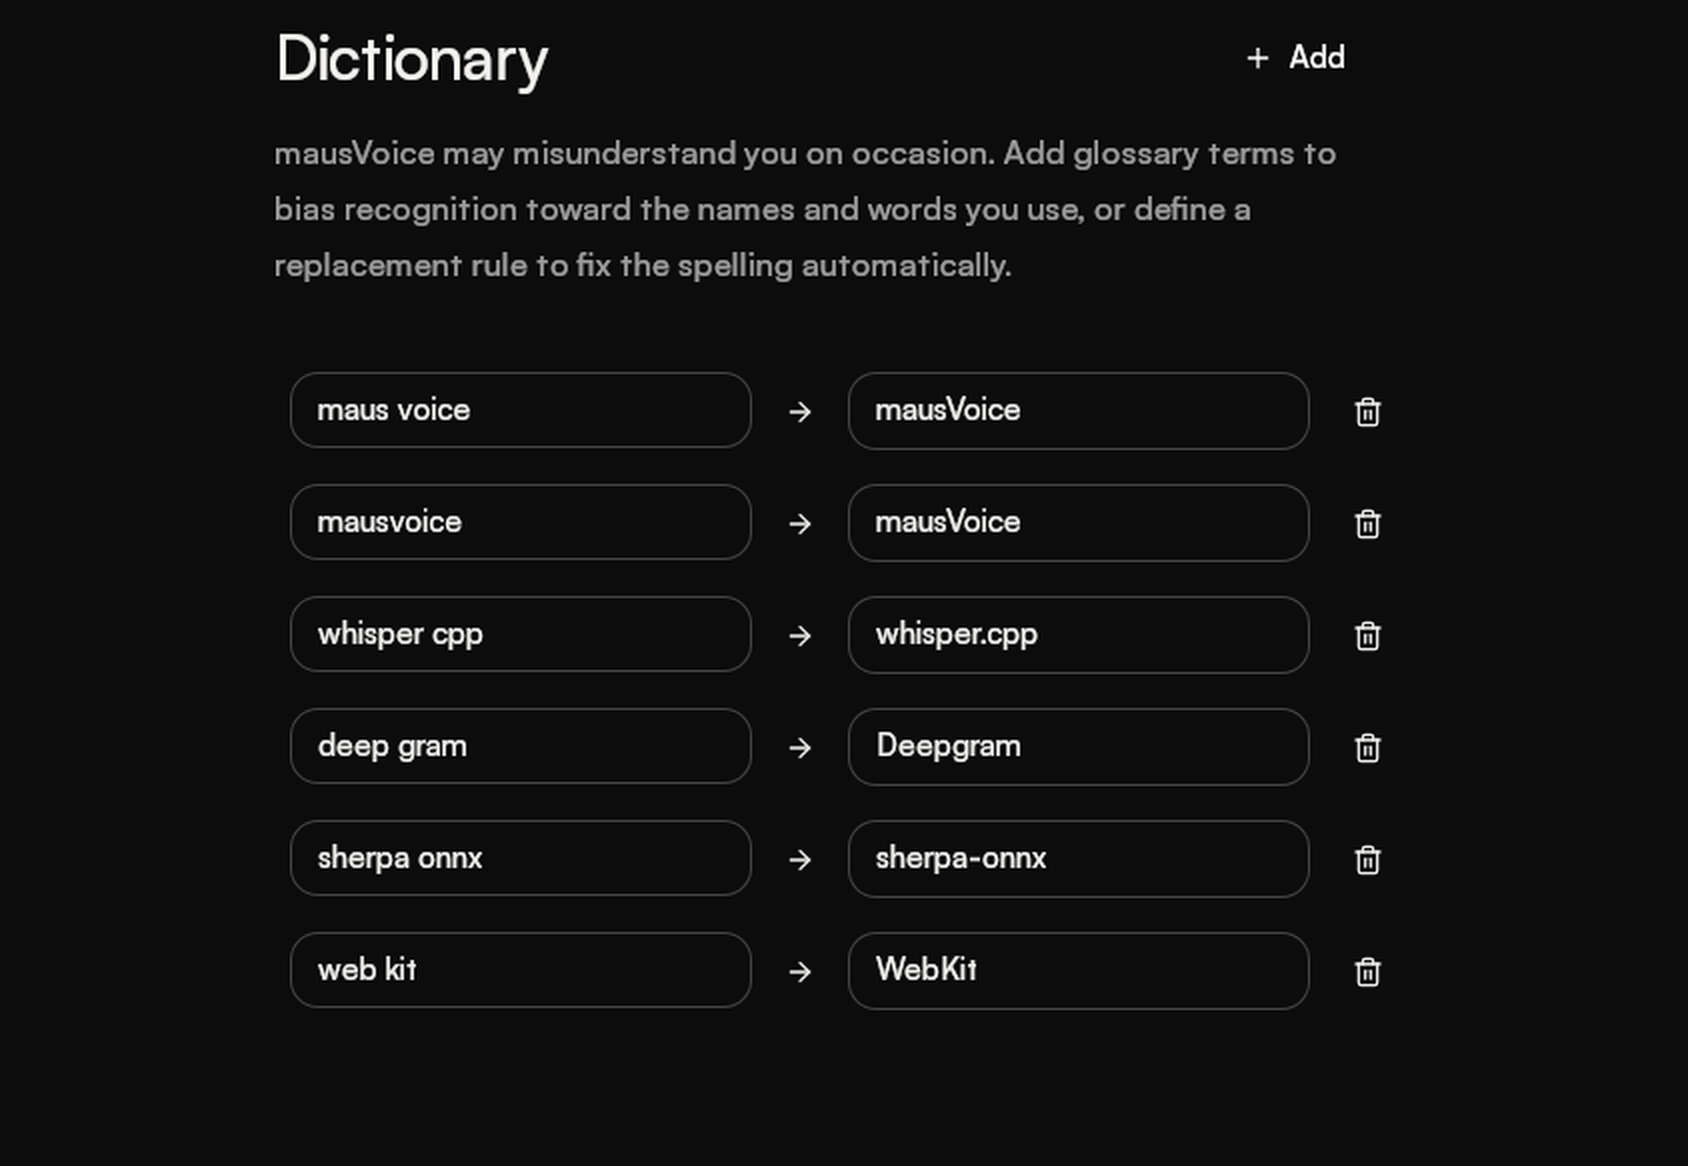 Dictionary
+ Add
mausVoice may misunderstand you on occasion. Add glossary terms to
bias recognition toward the names and words you use, or define a
replacement rule to fix the spelling automatically.
maus voice → mausVoice
mausvoice → mausVoice
whisper cpp → whisper.cpp
deep gram → Deepgram
sherpa onnx → sherpa-onnx
web kit → WebKit